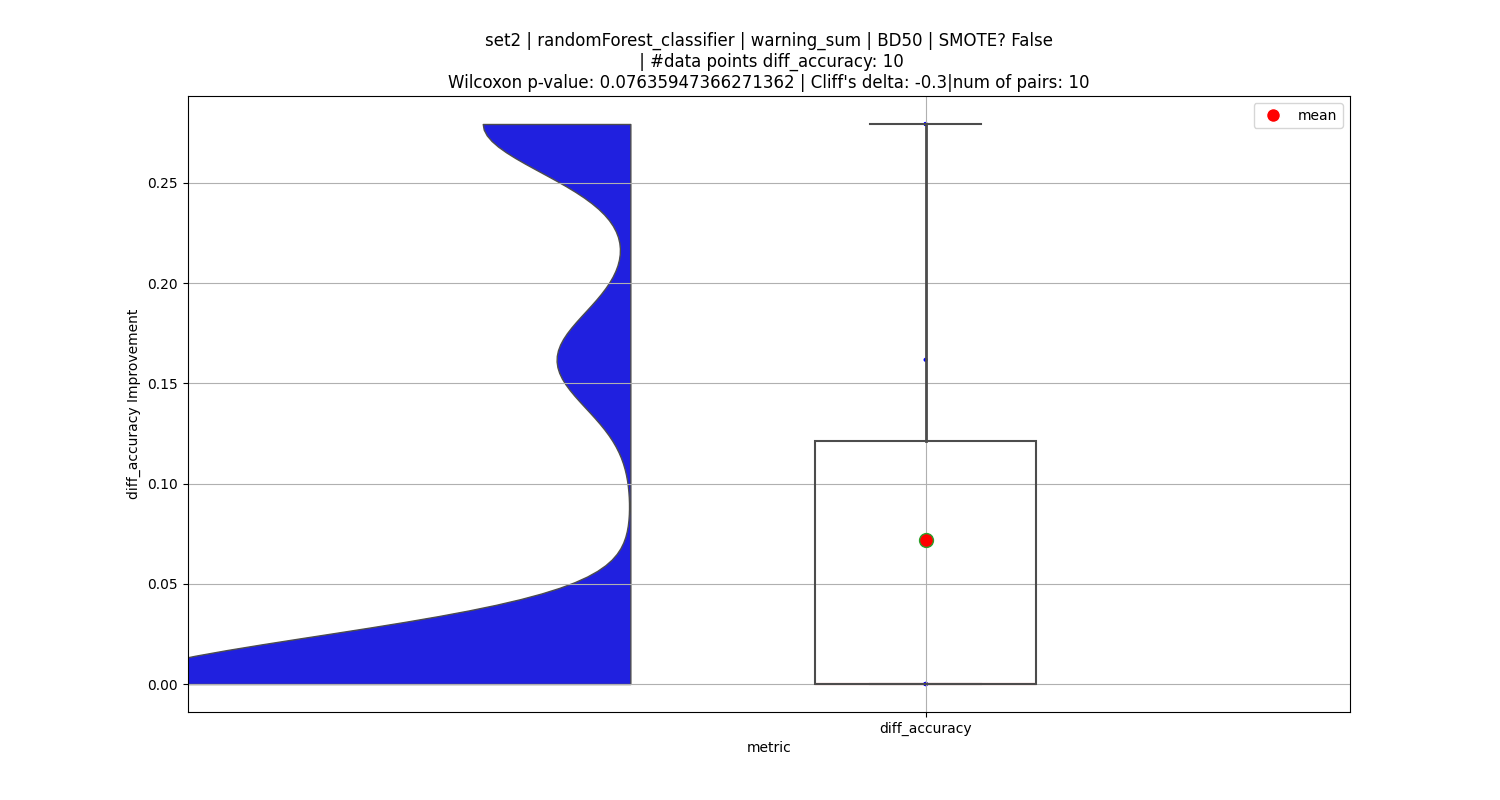 set2 | randomForest_classifier | warning_sum | BD50 | SMOTE? False
| #data points diff_accuracy: 10
Wilcoxon p-value: 0.07635947366271362 | Cliff's delta: -0.3|num of pairs: 10
mean
0.25
0.20
0.15
0.10
0.05
0.00
diff_accuracy Improvement
diff_accuracy
metric